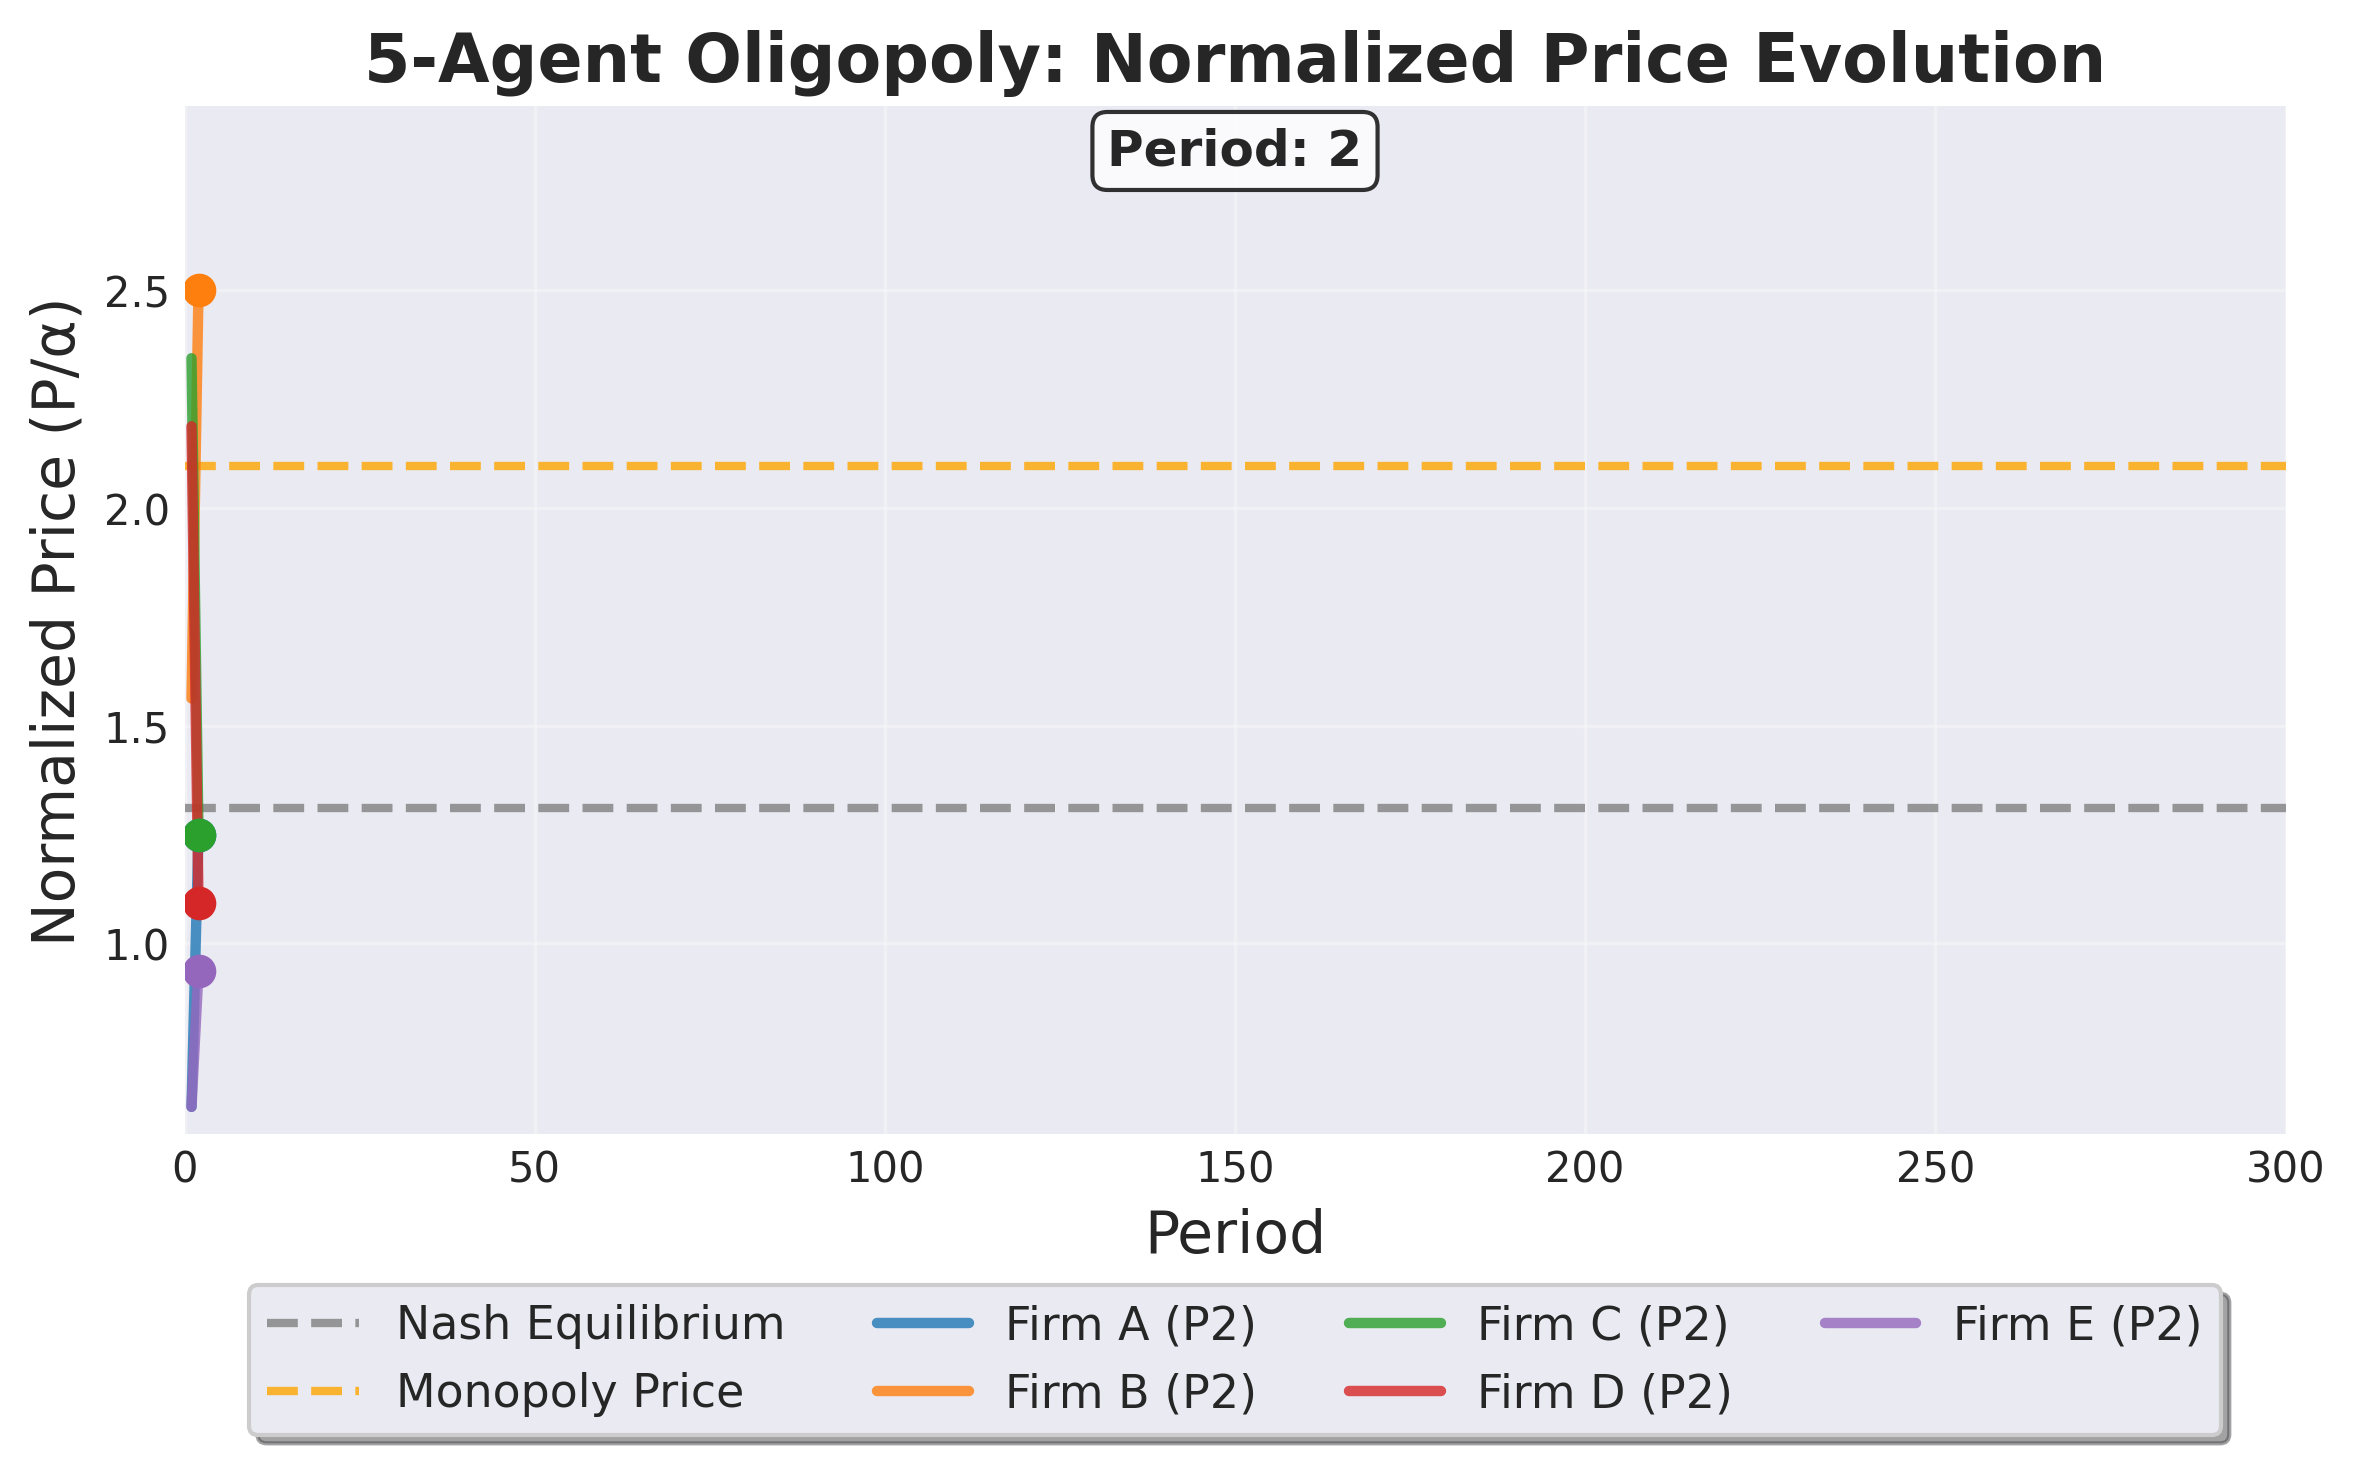 5-Agent Oligopoly: Normalized Price Evolution
Period: 2
Normalized Price (P/α)
2.5
2.0
1.5
1.0
0 50 100 150 200 250 300
Period
Nash Equilibrium Firm A (P2) Firm C (P2) Firm E (P2)
Monopoly Price Firm B (P2) Firm D (P2)